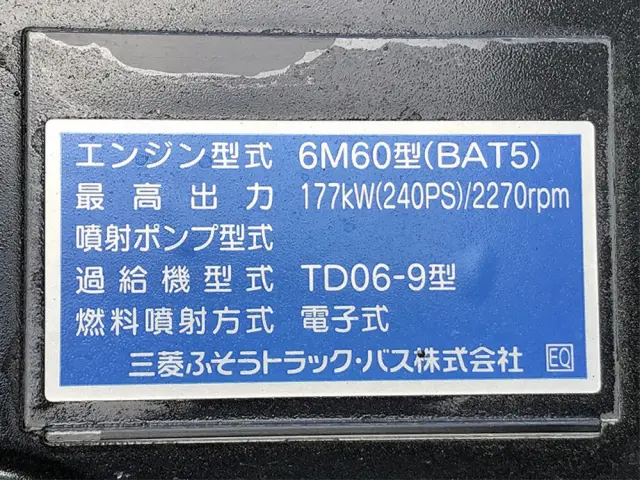 エンジン型式 6M60型(BAT5)
最高出力 177kW(240PS)/2270rpm
噴射ポンプ型式
過給機型式 TD06-9型
燃料噴射方式 電子式
三菱ふそうトラック・バス株式会社 EQ